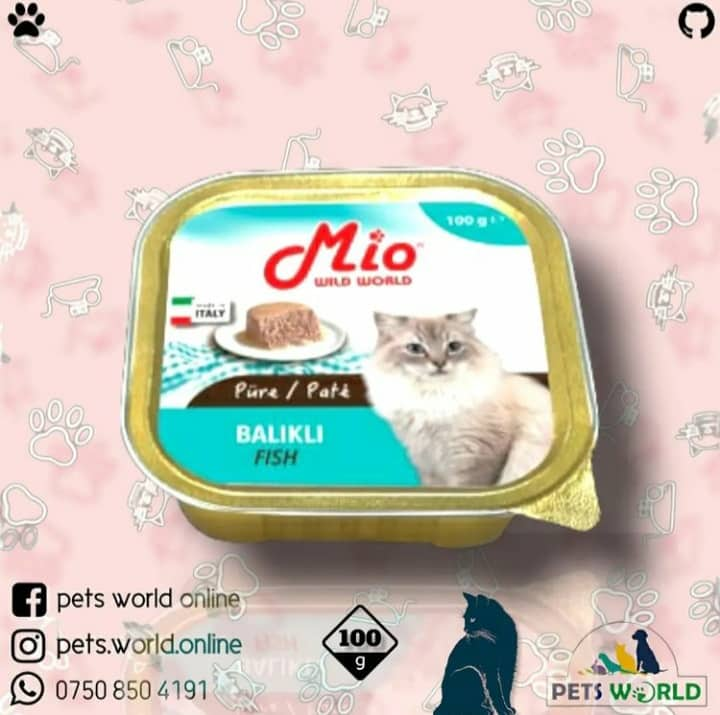 100 g e
Mio
WILD WORLD
made in
ITALY
Püre / Patè
BALIKLI
FISH
pets world online
pets.world.online
0750 850 4191
100
g
PETS WORLD